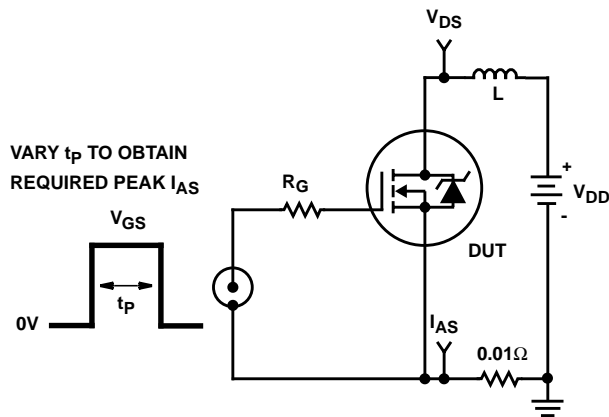 V_DS
L
VARY t_P TO OBTAIN
REQUIRED PEAK I_AS
R_G
+
V_DD
-
V_GS
DUT
t_P
0V
I_AS
0.01Ω